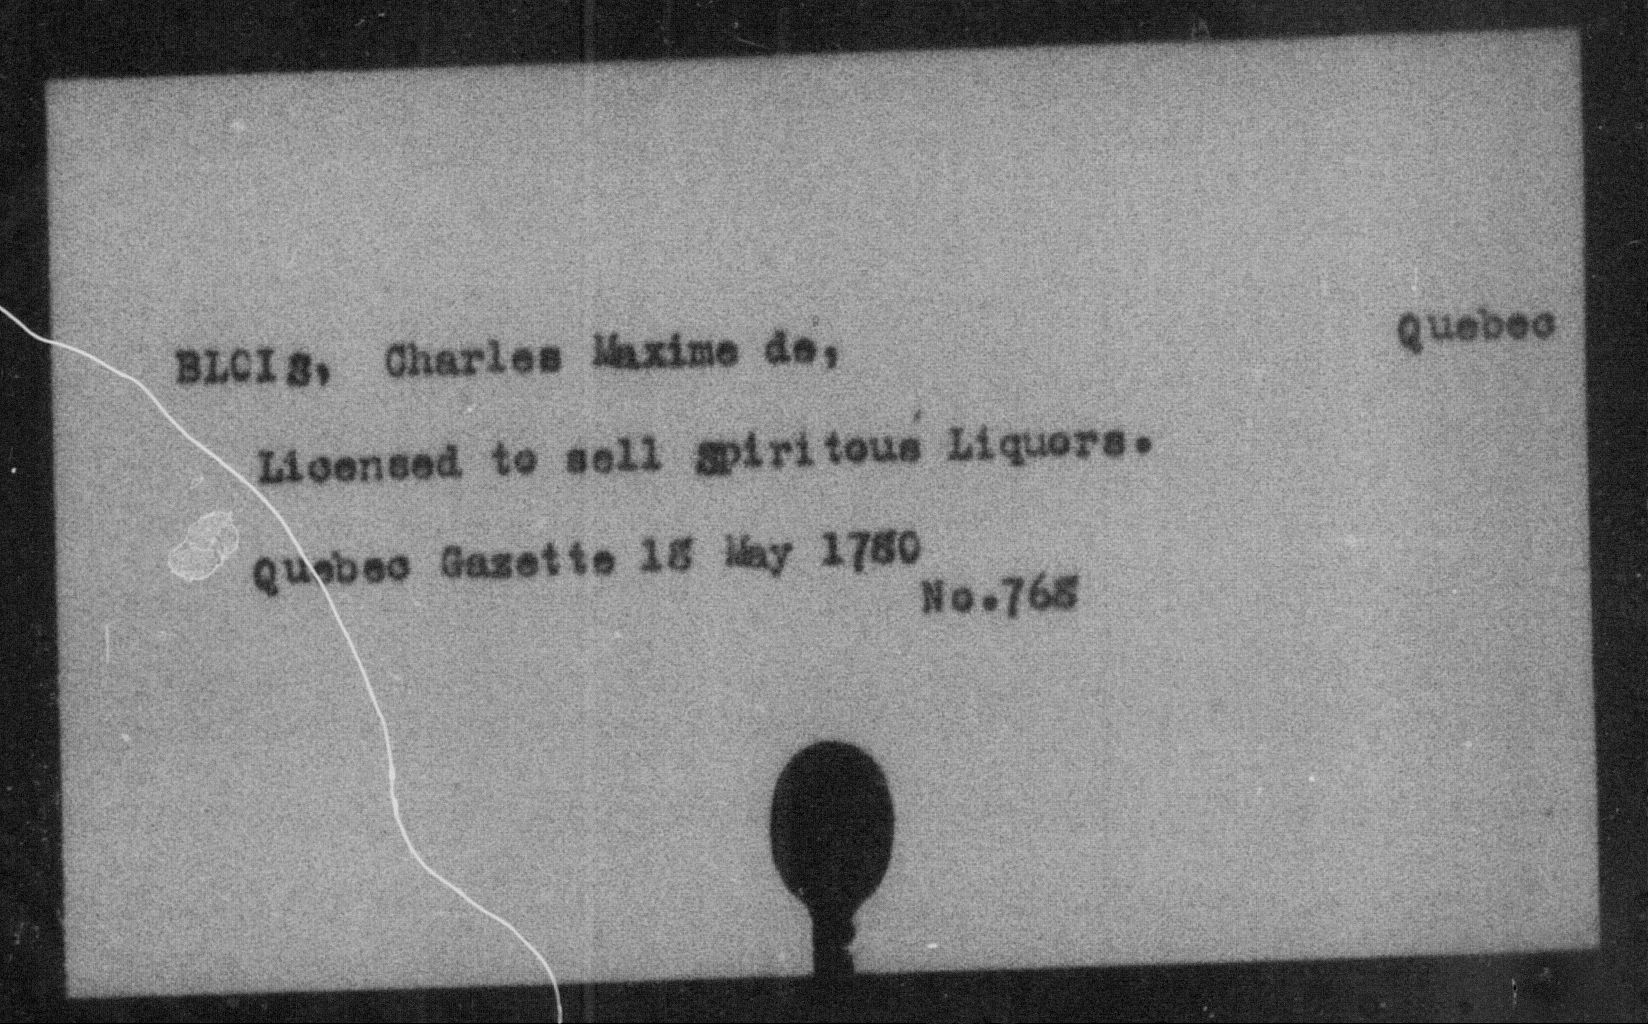 BLOIs, Charles Maxime de, Quebec
Licensed to sell spiritous Liquors.
Quebec Gazette 18 May 1780
No.768